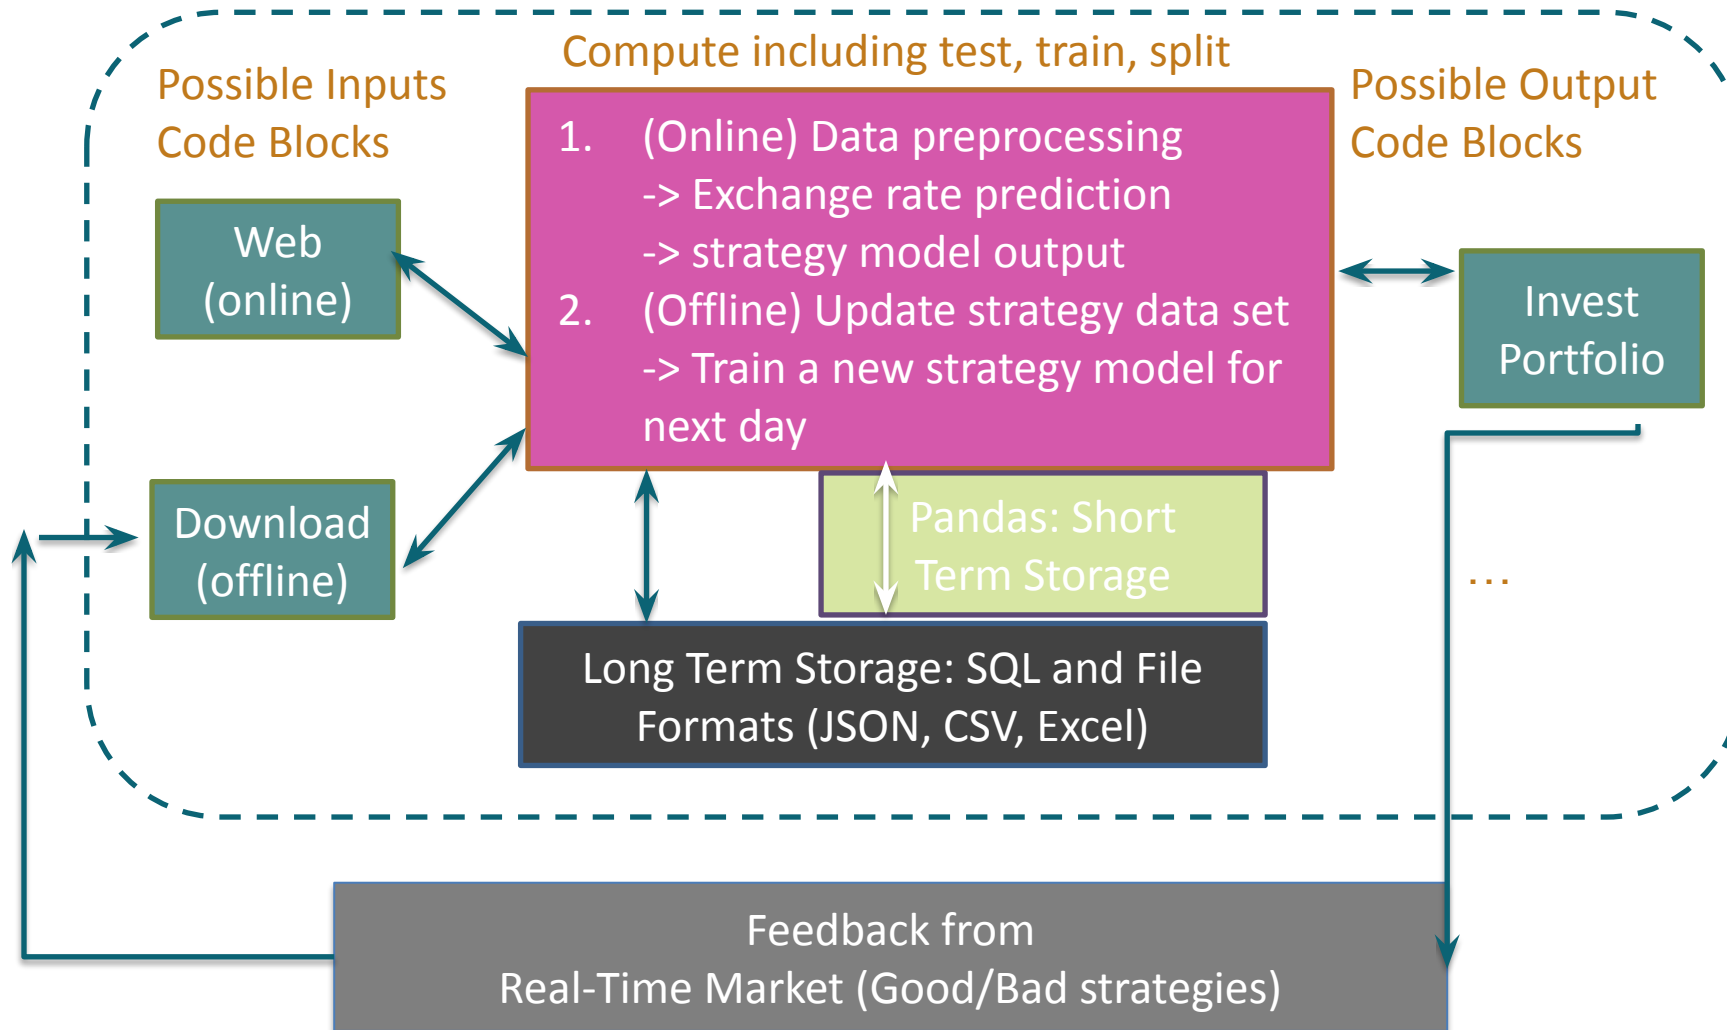 Compute including test, train, split
Possible Inputs
Code Blocks
Possible Output
Code Blocks
1. (Online) Data preprocessing
-> Exchange rate prediction
-> strategy model output
2. (Offline) Update strategy data set
-> Train a new strategy model for
next day
Web
(online)
Invest
Portfolio
Download
(offline)
Pandas: Short
Term Storage
...
Long Term Storage: SQL and File
Formats (JSON, CSV, Excel)
Feedback from
Real-Time Market (Good/Bad strategies)